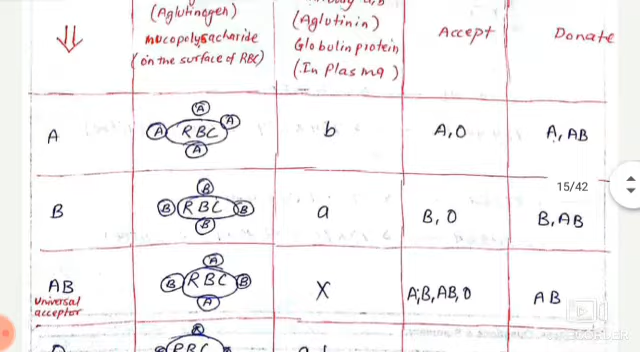 (Aglutinogen) (Aglutinin) Accept Donate
mucopolysacharide Globulin protein
(on the surface of RBC) (In Plasma)
A
A A
RBC
A
A b A,O A, AB
15/42
B
B RBC B
B
B a B, O B, AB
A
B RBC B
A
AB X A,B, AB, O AB
Universal
acceptor
RBC